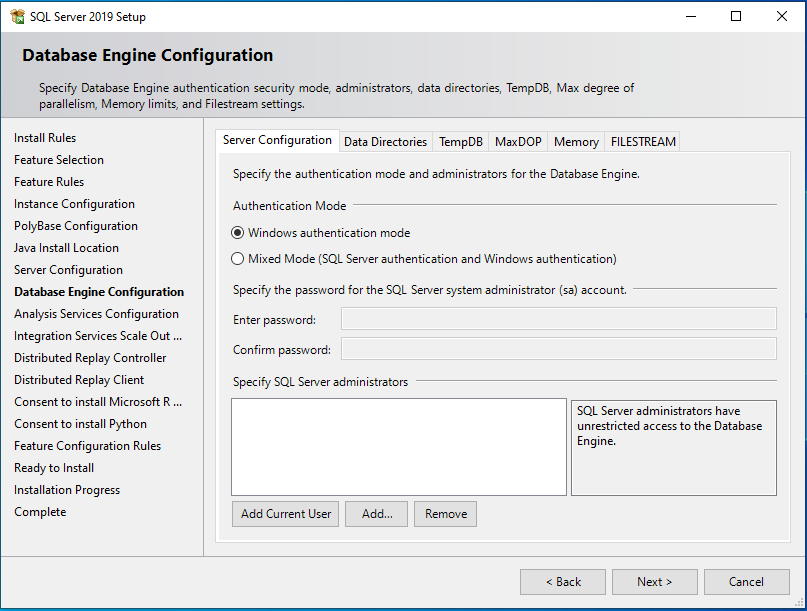 SQL Server 2019 Setup
Database Engine Configuration
Specify Database Engine authentication security mode, administrators, data directories, TempDB, Max degree of
parallelism, Memory limits, and Filestream settings.
Install Rules
Feature Selection
Feature Rules
Instance Configuration
PolyBase Configuration
Java Install Location
Server Configuration
Database Engine Configuration
Analysis Services Configuration
Integration Services Scale Out ...
Distributed Replay Controller
Distributed Replay Client
Consent to install Microsoft R ...
Consent to install Python
Feature Configuration Rules
Ready to Install
Installation Progress
Complete
Server Configuration Data Directories TempDB MaxDOP Memory FILESTREAM
Specify the authentication mode and administrators for the Database Engine.
Authentication Mode
Windows authentication mode
Mixed Mode (SQL Server authentication and Windows authentication)
Specify the password for the SQL Server system administrator (sa) account.
Enter password:
Confirm password:
Specify SQL Server administrators
SQL Server administrators have
unrestricted access to the Database
Engine.
Add Current User Add... Remove
< Back Next > Cancel